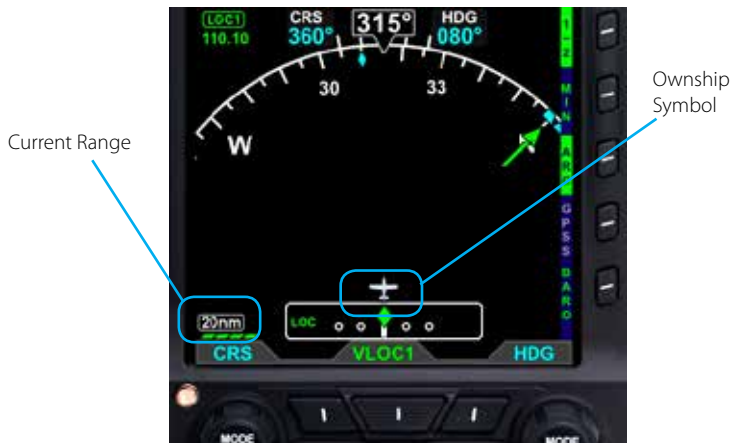 LOC1
110.10
CRS
360°
315°
HDG
080°
1-2
MIN
ARC
GPSS
BARO
30
33
W
N
Ownship
Symbol
Current Range
20nm
LOC
CRS
VLOC1
HDG
MODE
MODE